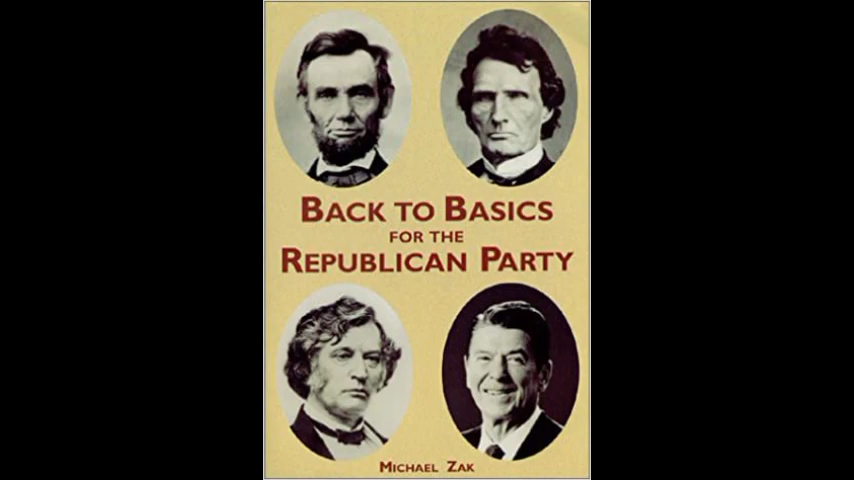 BACK TO BASICS
FOR THE
REPUBLICAN PARTY
MICHAEL ZAK